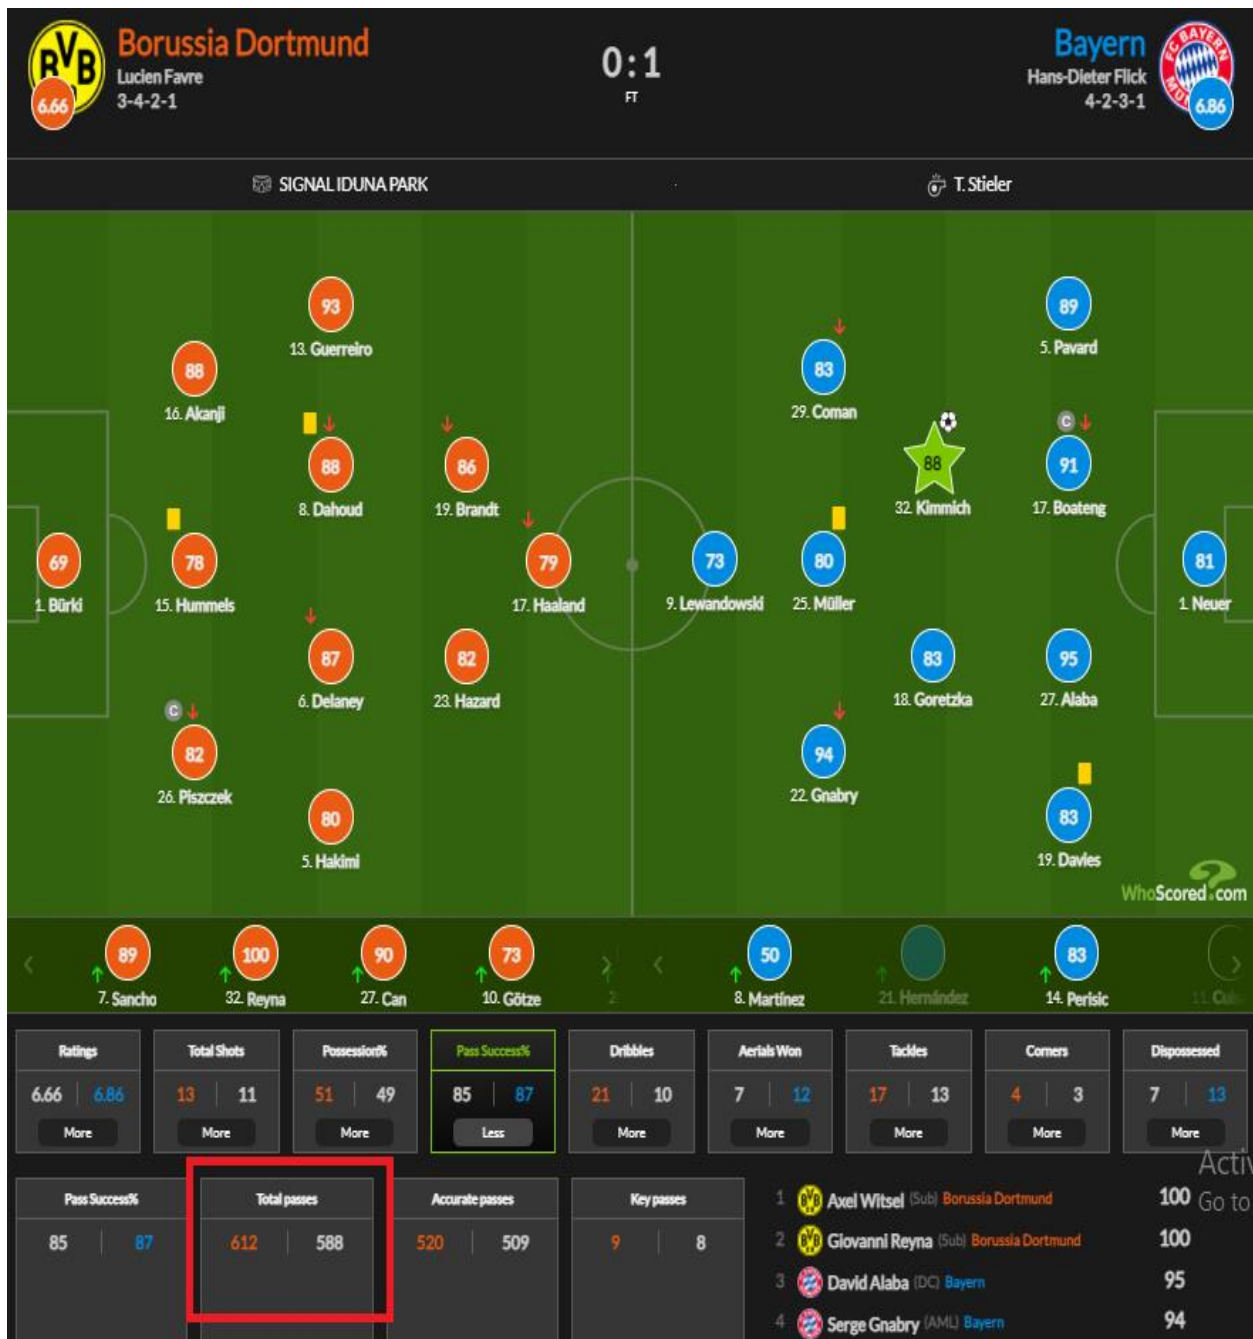 Borussia Dortmund
Lucien Favre
3-4-2-1
6.66
0 : 1
FT
Bayern
Hans-Dieter Flick
4-2-3-1
6.86
SIGNAL IDUNA PARK
T. Stieler
93
13. Guerreiro
88
16. Akanji
88
8. Dahoud
86
19. Brandt
69
1. Bürki
78
15. Hummels
79
17. Haaland
87
6. Delaney
82
23. Hazard
C
82
26. Piszczek
80
5. Hakimi
89
5. Pavard
83
29. Coman
88
32. Kimmich
C
91
17. Boateng
73
9. Lewandowski
80
25. Müller
81
1. Neuer
83
18. Goretzka
95
27. Alaba
94
22. Gnabry
83
19. Davies
WhoScored.com
89
7. Sancho
100
32. Reyna
90
27. Can
73
10. Götze
50
8. Martínez
21. Hernández
83
14. Perisic
Ratings
6.66 6.86
More
Total Shots
13 11
More
Possession%
51 49
More
Pass Success%
85 87
Less
Dribbles
21 10
More
Aerials Won
7 12
More
Tackles
17 13
More
Corners
4 3
More
Dispossessed
7 13
More
Pass Success%
85 87
Total passes
612 588
Accurate passes
520 509
Key passes
9 8
1 Axel Witsel (Sub) Borussia Dortmund 100
2 Giovanni Reyna (Sub) Borussia Dortmund 100
3 David Alaba (DC) Bayern 95
4 Serge Gnabry (AML) Bayern 94
Go to